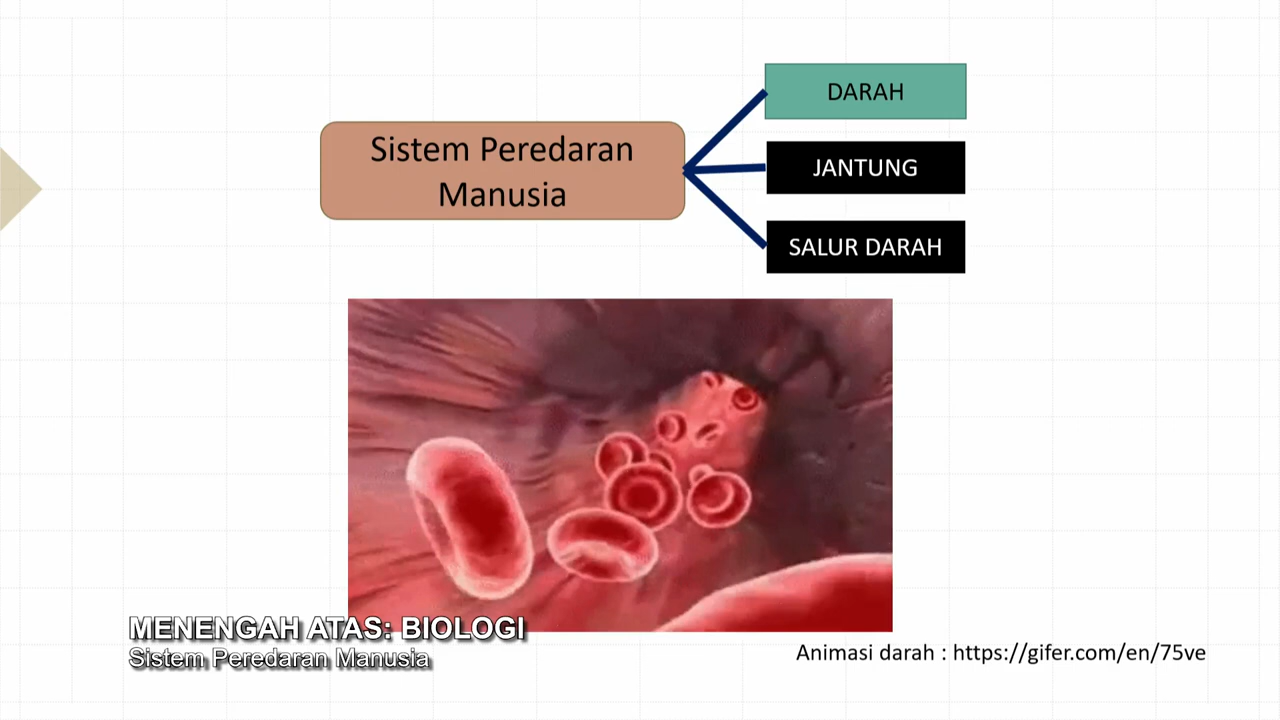 Sistem Peredaran
Manusia
DARAH
JANTUNG
SALUR DARAH
MENENGAH ATAS: BIOLOGI
Sistem Peredaran Manusia
Animasi darah : https://gifer.com/en/75ve